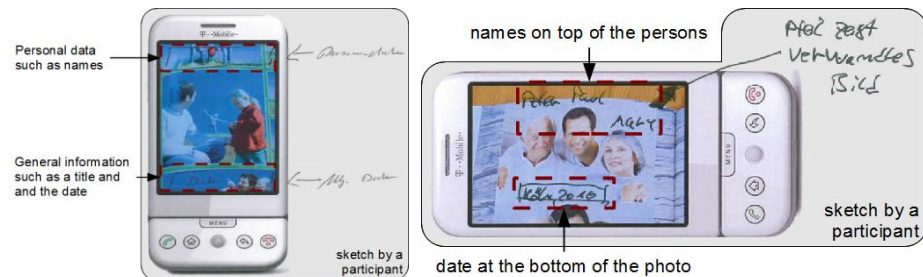 T··Mobile·
Personal data
such as names
General information
such as a title and
and the date
MENU
sketch by a
participant
names on top of the persons
Pfeil zeigt
verwandtes
Bild
Peter Paul
T··Mobile·
MENU
Köln, 2010
sketch by a
participant
date at the bottom of the photo